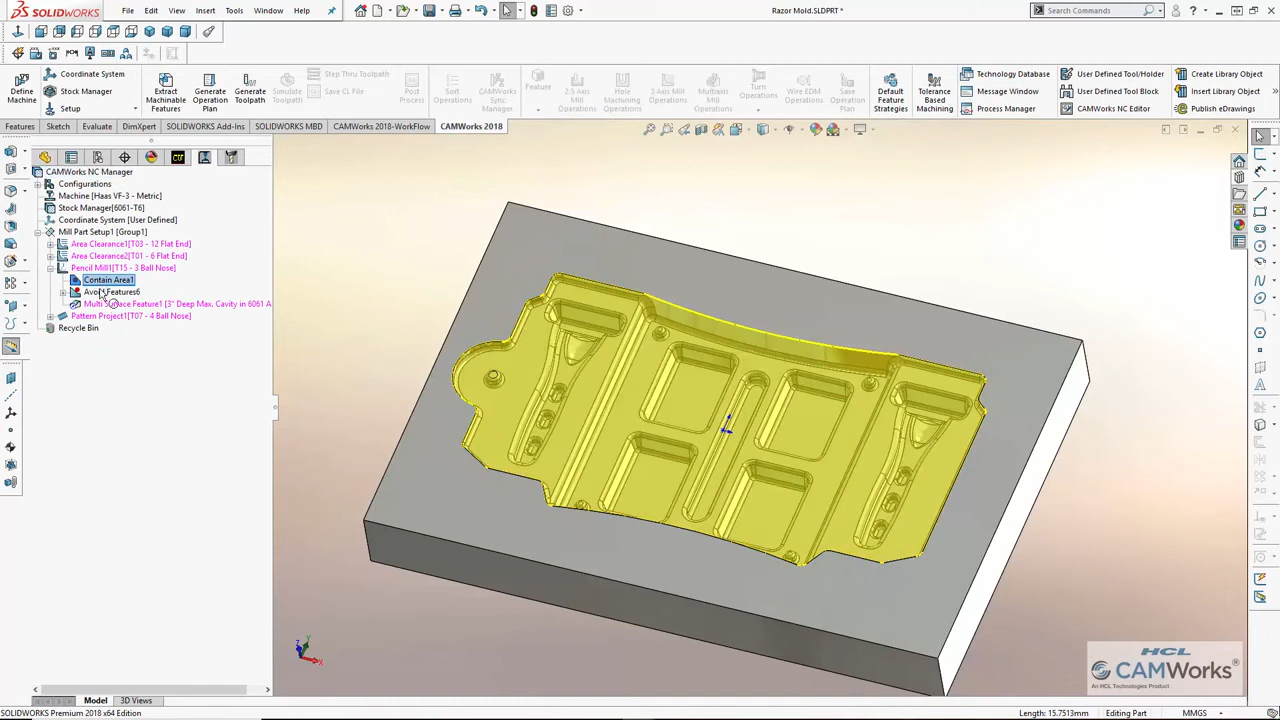 SOLIDWORKS File Edit View Insert Tools Window Help Razor Mold.SLDPRT * Search Commands
Define Machine
Coordinate System
Stock Manager
Setup
Extract Machinable Features
Generate Operation Plan
Generate Toolpath
Simulate Toolpath
Step Thru Toolpath
Save CL File
Post Process
Sort Operations
CAMWorks Sync Manager
Feature
2.5 Axis Mill Operations
Hole Machining Operations
3-Axis Mill Operations
Multiaxis Mill Operations
Turn Operations
Wire EDM Operations
Save Operation Plan
Default Feature Strategies
Tolerance Based Machining
Technology Database
Message Window
Process Manager
User Defined Tool/Holder
User Defined Tool Block
CAMWorks NC Editor
Create Library Object
Insert Library Object
Publish eDrawings
Features Sketch Evaluate DimXpert SOLIDWORKS Add-Ins SOLIDWORKS MBD CAMWorks 2018-WorkFlow CAMWorks 2018
CAMWorks NC Manager
Configurations
Machine [Haas VF-3 - Metric]
Stock Manager[6061-T6]
Coordinate System [User Defined]
Mill Part Setup1 [Group1]
Area Clearance1[T03 - 12 Flat End]
Area Clearance2[T01 - 6 Flat End]
Pencil Mill1[T15 - 3 Ball Nose]
Contain Area1
Avoid Features6
Multi Surface Feature1 [3" Deep Max. Cavity in 6061 A
Pattern Project1[T07 - 4 Ball Nose]
Recycle Bin
Z Y X
HCL
CAMWorks®
An HCL Technologies Product
Model 3D Views
SOLIDWORKS Premium 2018 x64 Edition Length: 15.7513mm Editing Part MMGS